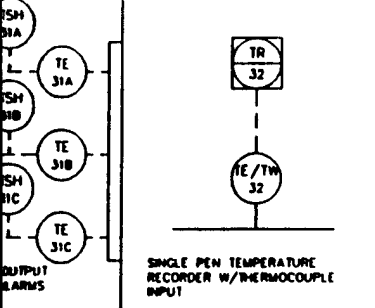 TSH
31A
TE
31A
TSH
31B
TE
31B
TSH
31C
TE
31C
OUTPUT
ALARMS
TR
32
TE/TW
32
SINGLE PEN TEMPERATURE
RECORDER W/THERMOCOUPLE
INPUT